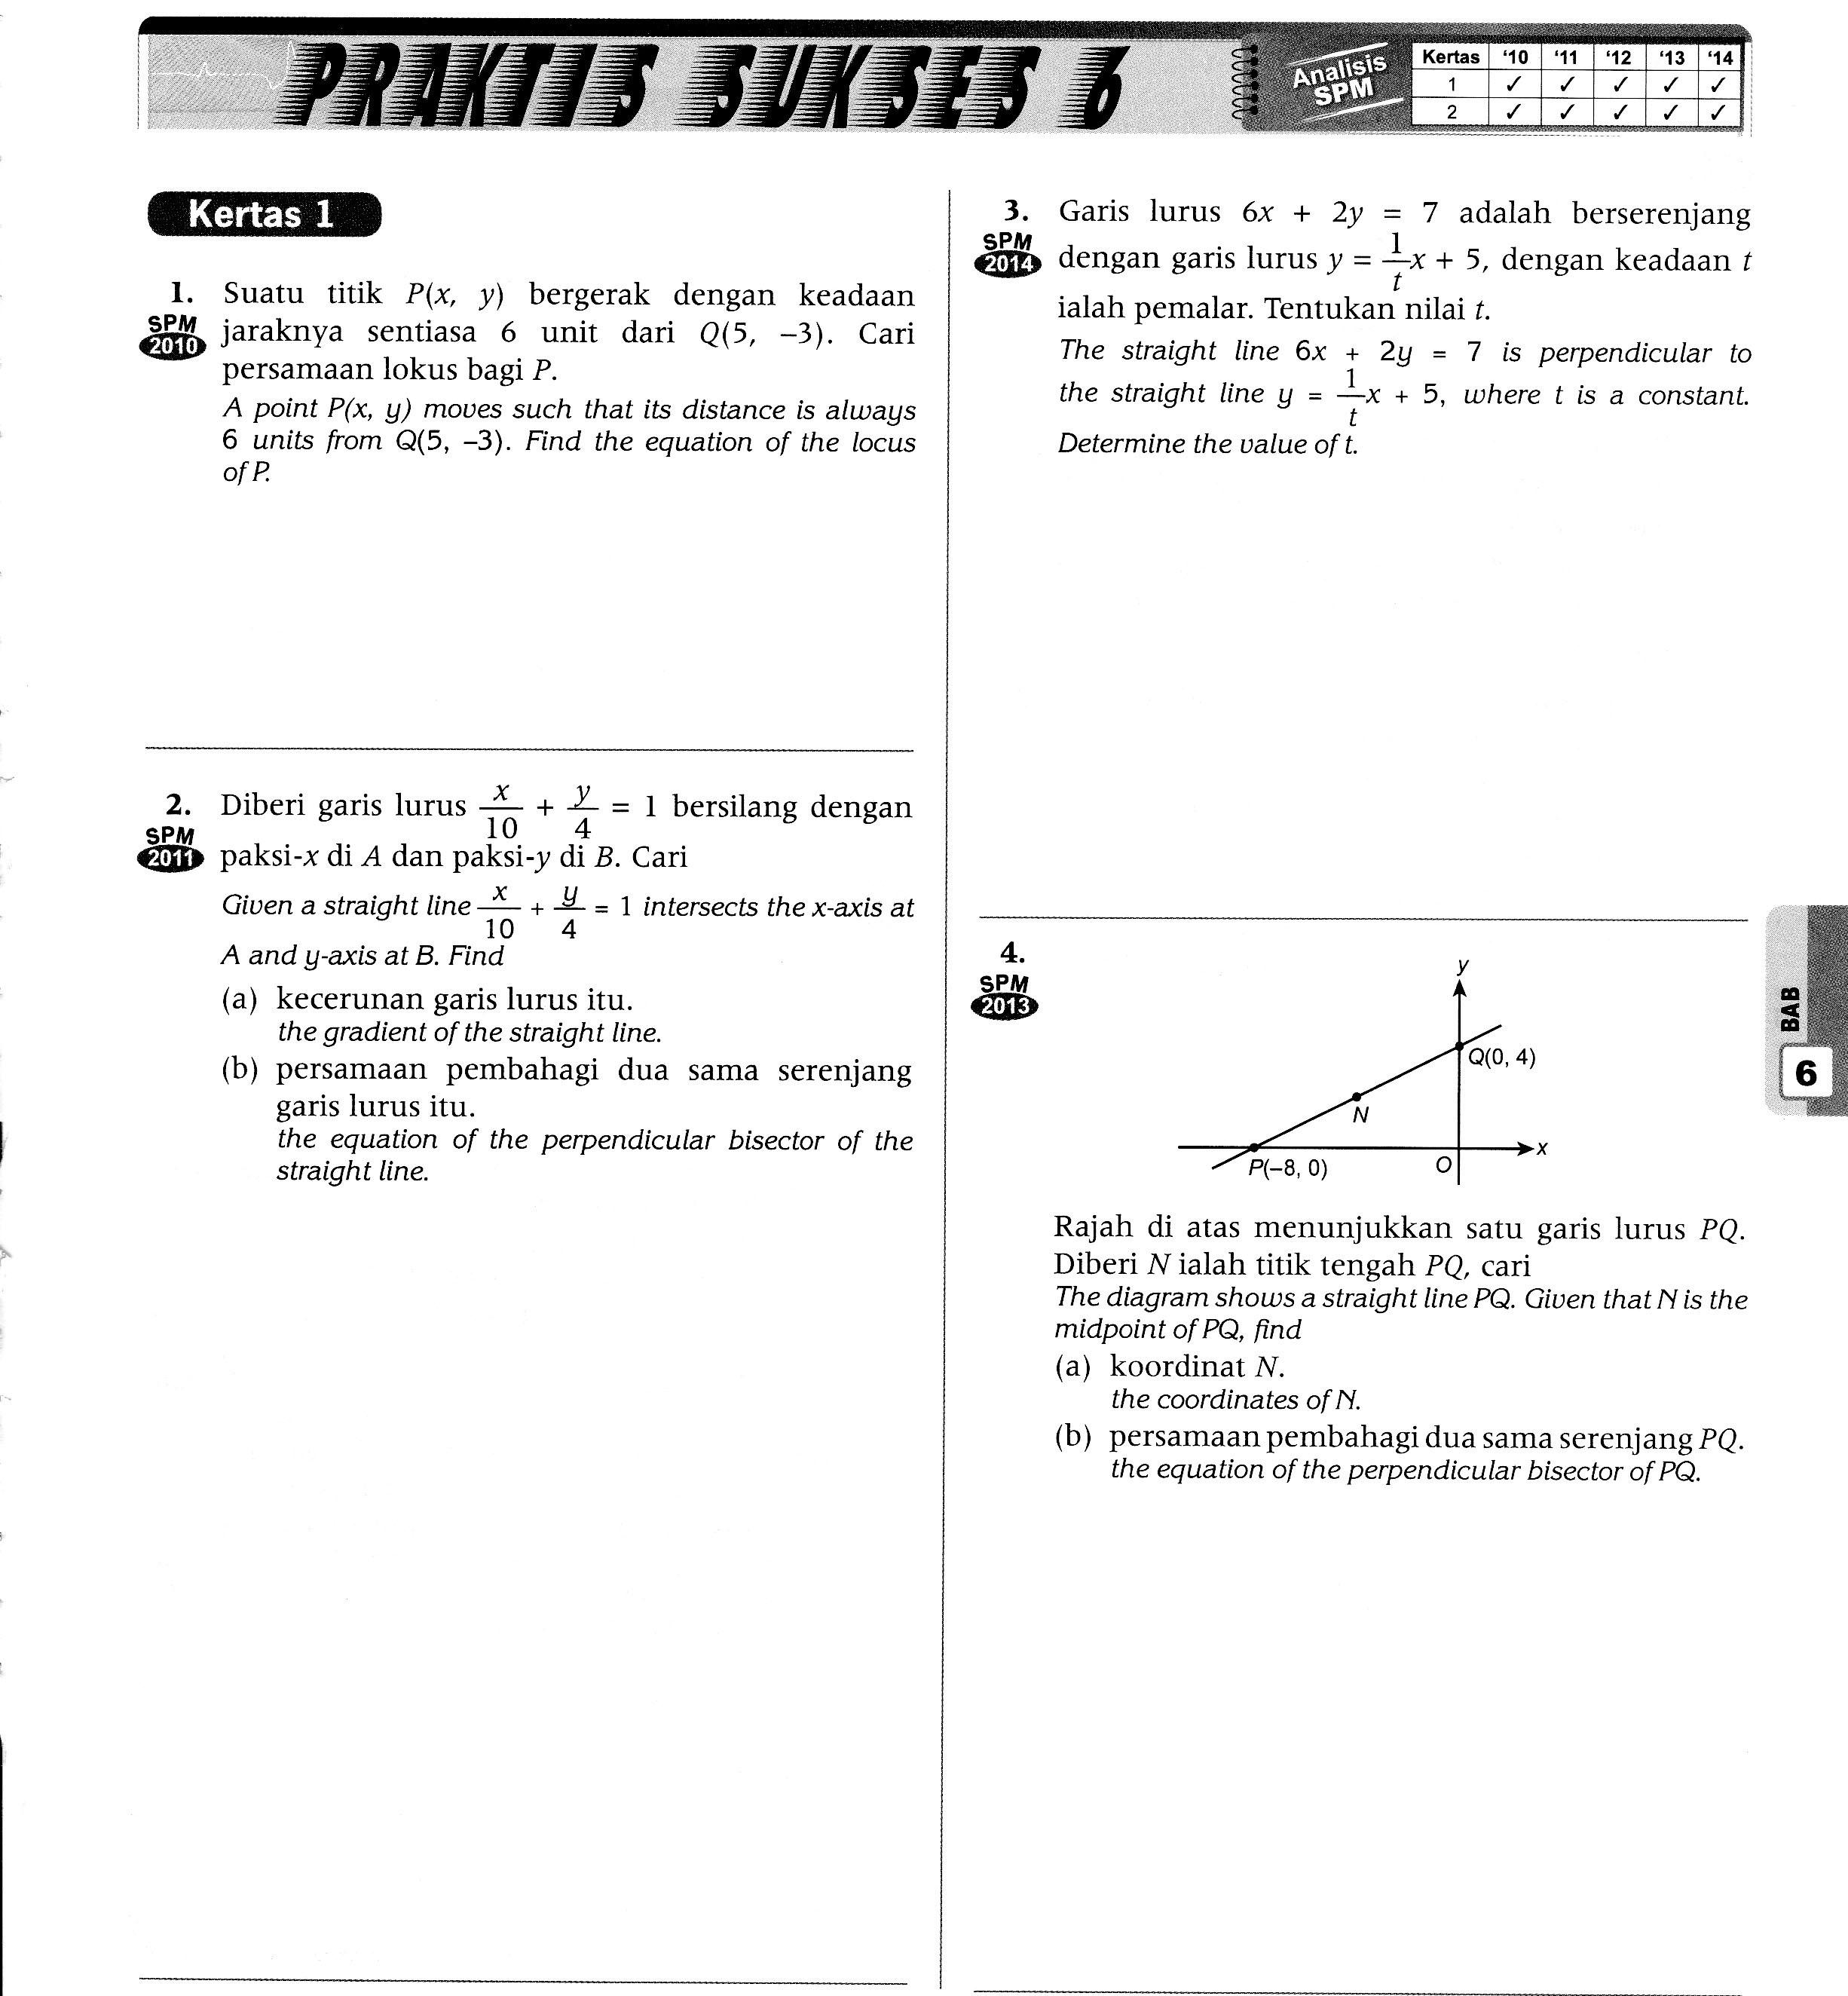 PRAKTIS SUKSES 6
Analisis
SPM
Kertas '10 '11 '12 '13 '14
1 ✓ ✓ ✓ ✓ ✓
2 ✓ ✓ ✓ ✓ ✓
Kertas 1
1. Suatu titik P(x, y) bergerak dengan keadaan
SPM
2010
jaraknya sentiasa 6 unit dari Q(5, –3). Cari
persamaan lokus bagi P.
A point P(x, y) moves such that its distance is always
6 units from Q(5, –3). Find the equation of the locus
of P.
2. Diberi garis lurus x/10 + y/4 = 1 bersilang dengan
SPM
2011
paksi-x di A dan paksi-y di B. Cari
Given a straight line x/10 + y/4 = 1 intersects the x-axis at
A and y-axis at B. Find
(a) kecerunan garis lurus itu.
the gradient of the straight line.
(b) persamaan pembahagi dua sama serenjang
garis lurus itu.
the equation of the perpendicular bisector of the
straight line.
3. Garis lurus 6x + 2y = 7 adalah berserenjang
SPM
2014
dengan garis lurus y = 1/t x + 5, dengan keadaan t
ialah pemalar. Tentukan nilai t.
The straight line 6x + 2y = 7 is perpendicular to
the straight line y = 1/t x + 5, where t is a constant.
Determine the value of t.
4.
SPM
2013
y
Q(0, 4)
N
x
P(–8, 0)
O
Rajah di atas menunjukkan satu garis lurus PQ.
Diberi N ialah titik tengah PQ, cari
The diagram shows a straight line PQ. Given that N is the
midpoint of PQ, find
(a) koordinat N.
the coordinates of N.
(b) persamaan pembahagi dua sama serenjang PQ.
the equation of the perpendicular bisector of PQ.
BAB
6